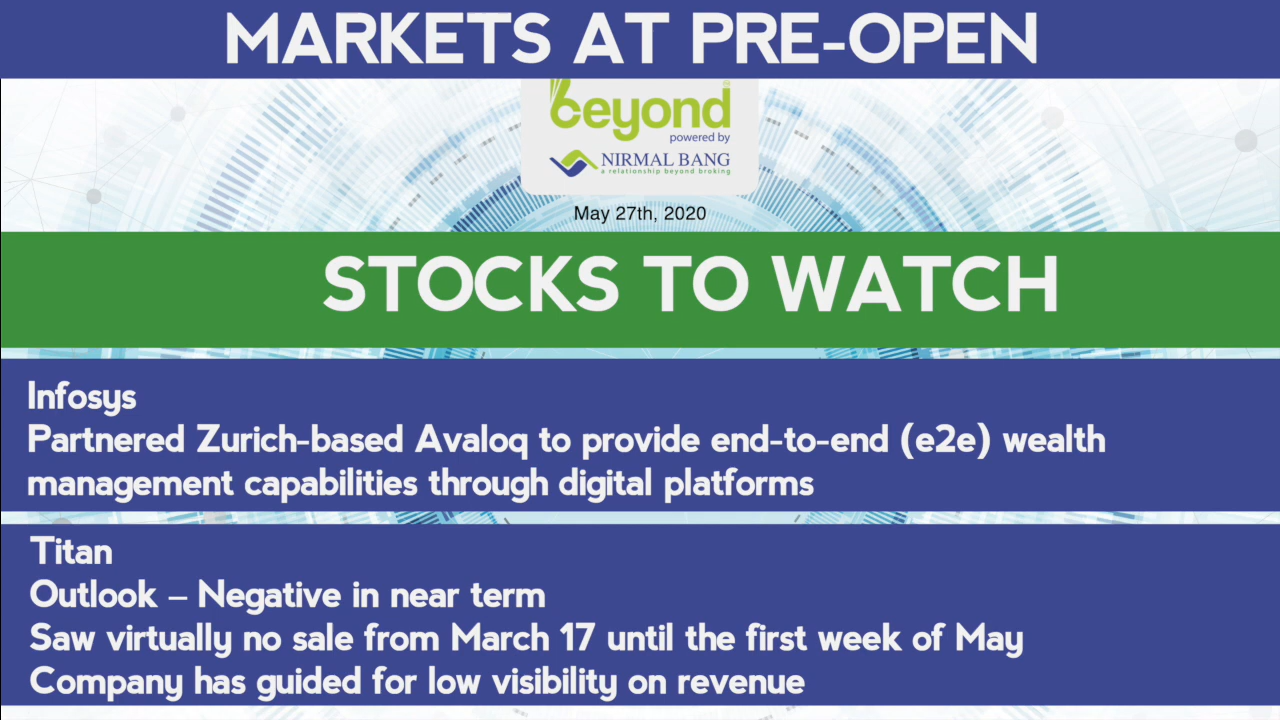 MARKETS AT PRE-OPEN
beyond
powered by
NIRMAL BANG
a relationship beyond broking
May 27th, 2020
STOCKS TO WATCH
Infosys
Partnered Zurich-based Avaloq to provide end-to-end (e2e) wealth
management capabilities through digital platforms
Titan
Outlook – Negative in near term
Saw virtually no sale from March 17 until the first week of May
Company has guided for low visibility on revenue